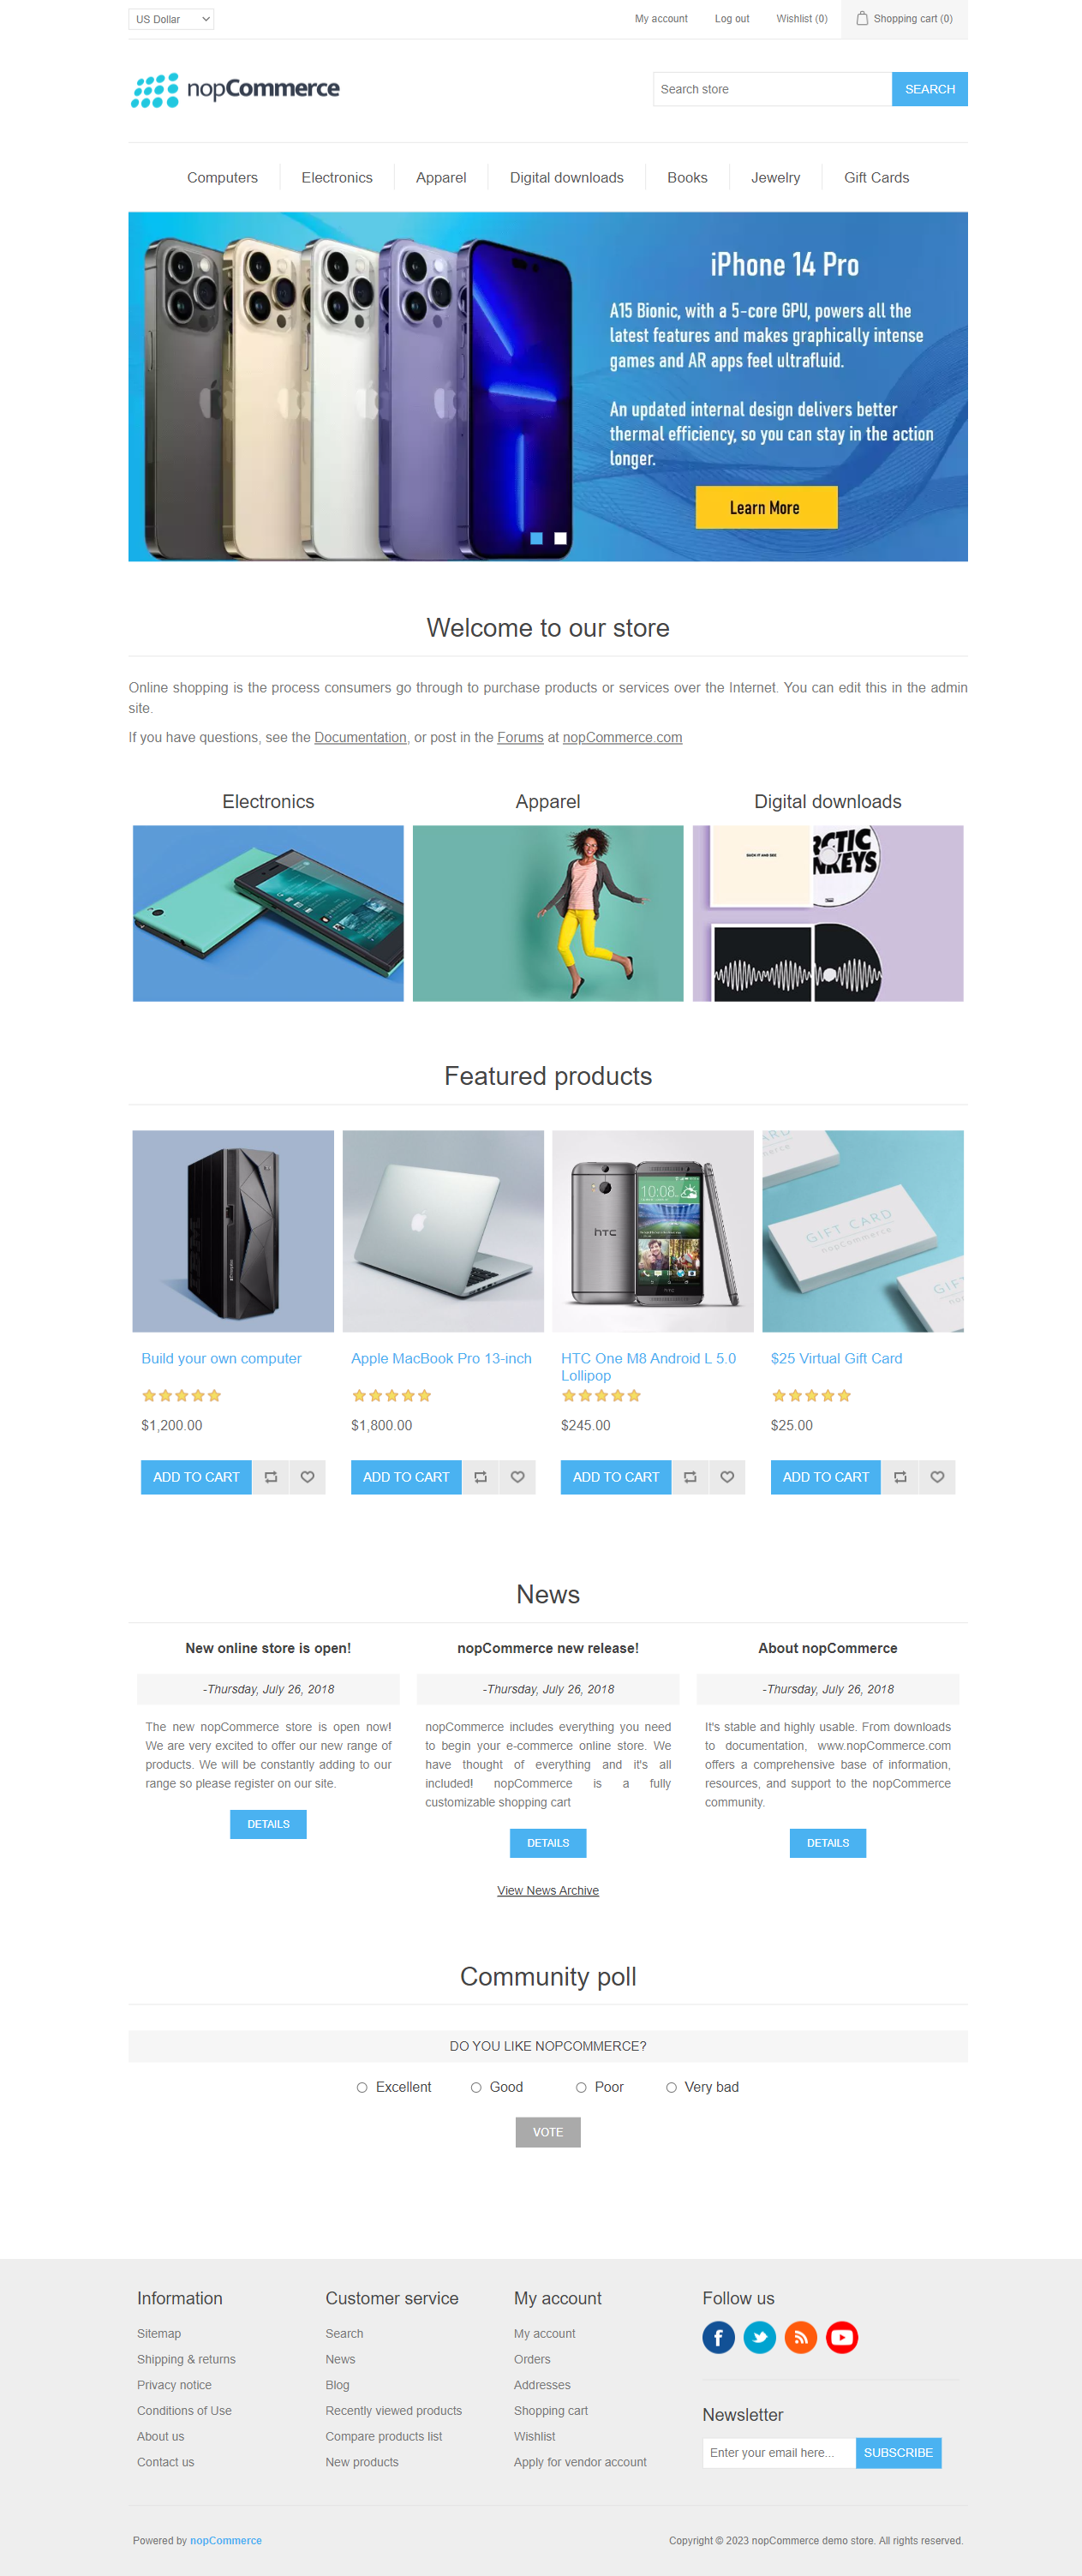 US Dollar
My account
Log out
Wishlist (0)
Shopping cart (0)
nopCommerce
Search store
SEARCH
Computers
Electronics
Apparel
Digital downloads
Books
Jewelry
Gift Cards
iPhone 14 Pro
A15 Bionic, with a 5-core GPU, powers all the
latest features and makes graphically intense
games and AR apps feel ultrafluid.
An updated internal design delivers better
thermal efficiency, so you can stay in the action
longer.
Learn More
Welcome to our store
Online shopping is the process consumers go through to purchase products or services over the Internet. You can edit this in the admin
site.
If you have questions, see the Documentation, or post in the Forums at nopCommerce.com
Electronics
Apparel
Digital downloads
SUCK IT AND SEE
Featured products
10:08
hTC
GIFT CARD
nopCommerce
Build your own computer
Apple MacBook Pro 13-inch
HTC One M8 Android L 5.0
Lollipop
$25 Virtual Gift Card
$1,200.00
$1,800.00
$245.00
$25.00
ADD TO CART
ADD TO CART
ADD TO CART
ADD TO CART
News
New online store is open!
-Thursday, July 26, 2018
The new nopCommerce store is open now!
We are very excited to offer our new range of
products. We will be constantly adding to our
range so please register on our site.
DETAILS
nopCommerce new release!
-Thursday, July 26, 2018
nopCommerce includes everything you need
to begin your e-commerce online store. We
have thought of everything and it's all
included! nopCommerce is a fully
customizable shopping cart
DETAILS
About nopCommerce
-Thursday, July 26, 2018
It's stable and highly usable. From downloads
to documentation, www.nopCommerce.com
offers a comprehensive base of information,
resources, and support to the nopCommerce
community.
DETAILS
View News Archive
Community poll
DO YOU LIKE NOPCOMMERCE?
Excellent
Good
Poor
Very bad
VOTE
Information
Sitemap
Shipping & returns
Privacy notice
Conditions of Use
About us
Contact us
Customer service
Search
News
Blog
Recently viewed products
Compare products list
New products
My account
My account
Orders
Addresses
Shopping cart
Wishlist
Apply for vendor account
Follow us
Newsletter
Enter your email here...
SUBSCRIBE
Powered by nopCommerce
Copyright © 2023 nopCommerce demo store. All rights reserved.